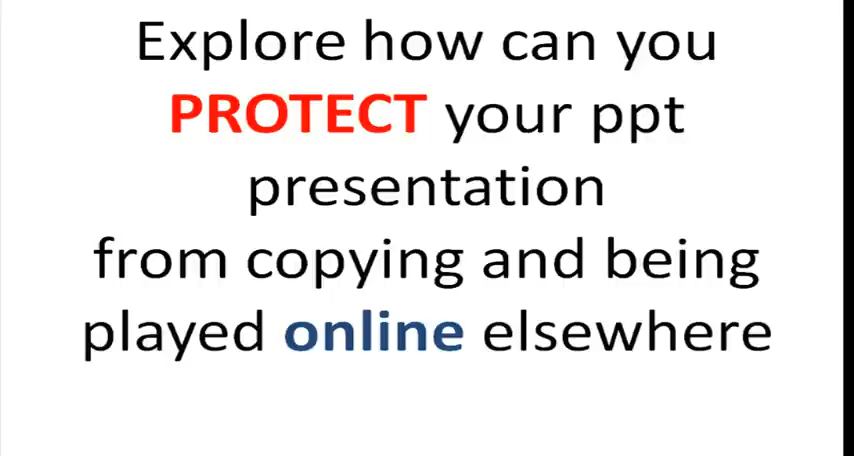 Explore how can you
PROTECT your ppt
presentation
from copying and being
played online elsewhere